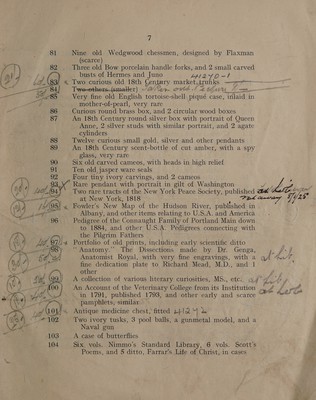 7
81 Nine old Wedgwood chessmen, designed by Flaxman
(scarce)
82 Three old Bow porcelain handle forks, and 2 small carved
busts of Hermes and Juno 41240-1
83 Two curious old 18th Century market trunks
84 Two others (smaller)
85 Very fine old English tortoise-shell piqué case, inlaid in
mother-of-pearl, very rare
86 Curious round brass box, and 2 circular wood boxes
87 An 18th Century round silver box with portrait of Queen
Anne, 2 silver studs with similar portrait, and 2 agate
cylinders
88 Twelve curious small gold, silver and other pendants
89 An 18th Century scent-bottle of cut amber, with a spy
glass, very rare
90 Six old carved cameos, with heads in high relief
91 Ten old jasper ware seals
92 Four tiny ivory carvings, and 2 cameos
93 Rare pendant with portrait in gilt of Washington
94 Two rare tracts of the New York Peace Society, published
at New York, 1818
95 Fowler's New Map of the Hudson River, published
Albany, and other items relating to U.S.A. and America
96 Pedigree of the Connaught Family of Portland Main down
to 1884, and other U.S.A. Pedigrees connecting with
the Pilgrim Fathers
97 Portfolio of old prints, including early scientific ditto
98 "Anatomy." The Dissections made by Dr. Genga,
Anatomist Royal, with very fine engravings, with a
fine dedication plate to Richard Mead, M.D., and 1
other
99 A collection of various literary curiosities, MS., etc.
100 An Account of the Veterinary College from its Institution
in 1791, published 1793, and other early and scarce
pamphlets, similar
101 Antique medicine chest, fitted 41242
102 Two ivory tusks, 3 pool balls, a gunmetal model, and a
Naval gun
103 A case of butterflies
104 Six vols. Nimmo's Standard Library, 6 vols. Scott's
Poems, and 8 ditto, Farrar's Life of Christ, in cases